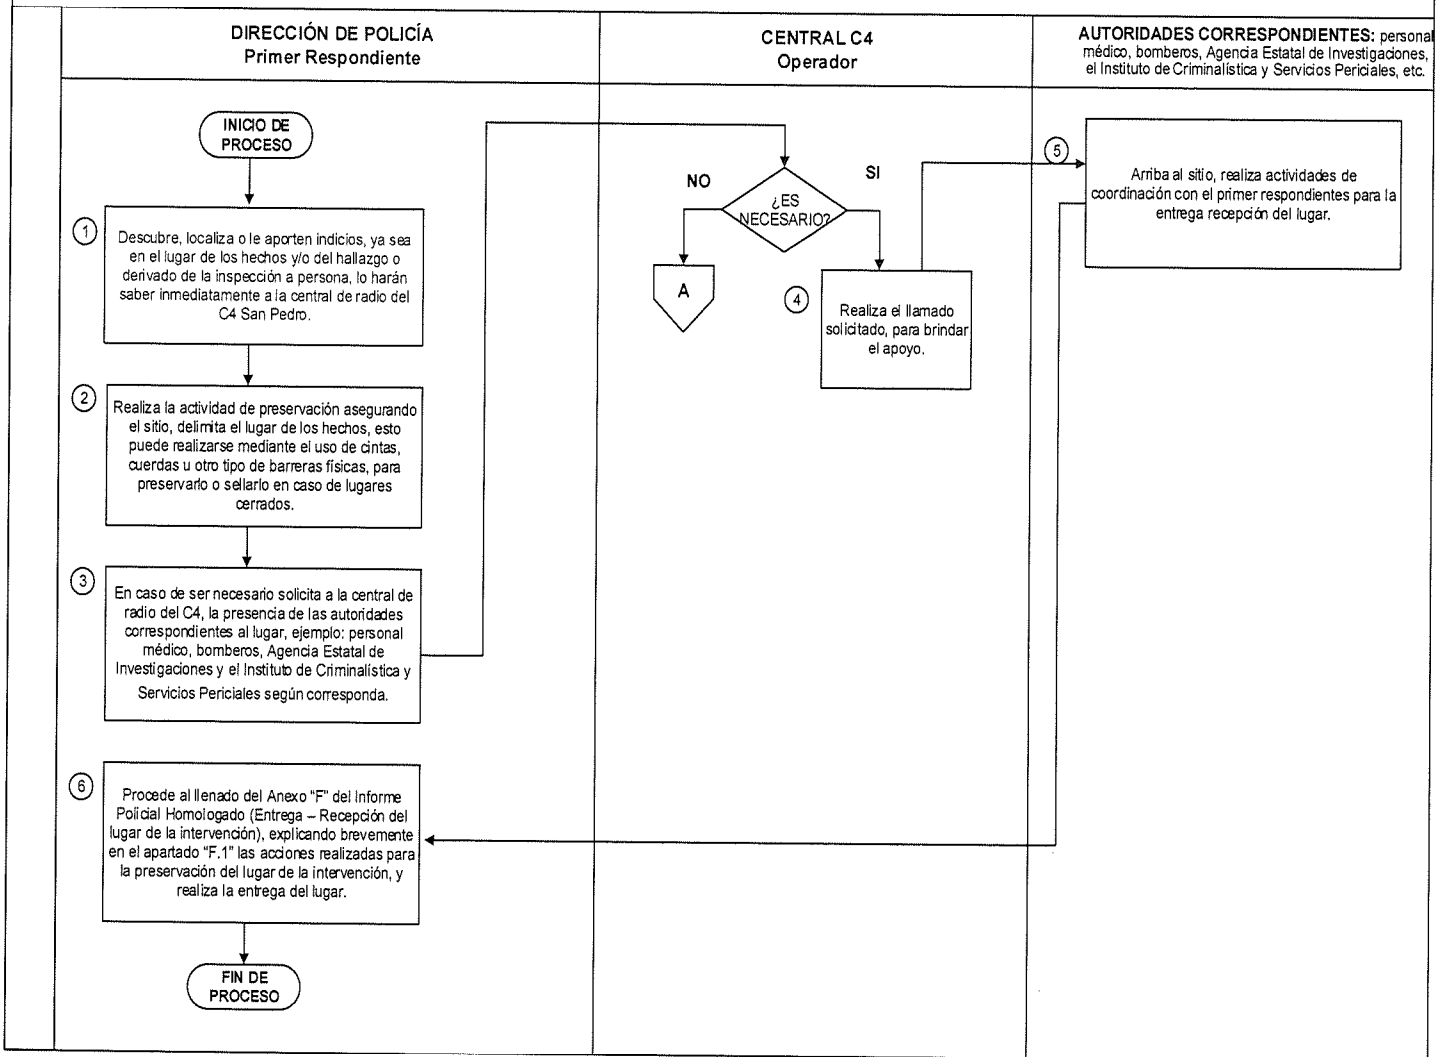 DIRECCIÓN DE POLICÍA
Primer Respondiente
CENTRAL C4
Operador
AUTORIDADES CORRESPONDIENTES: personal
médico, bomberos, Agencia Estatal de Investigaciones,
el Instituto de Criminalística y Servicios Periciales, etc.
INICIO DE
PROCESO
1
Descubre, localiza o le aporten indicios, ya sea
en el lugar de los hechos y/o del hallazgo o
derivado de la inspección a persona, lo harán
saber inmediatamente a la central de radio del
C4 San Pedro.
2
Realiza la actividad de preservación asegurando
el sitio, delimita el lugar de los hechos, esto
puede realizarse mediante el uso de cintas,
cuerdas u otro tipo de barreras físicas, para
preservarlo o sellarlo en caso de lugares
cerrados.
3
En caso de ser necesario solicita a la central de
radio del C4, la presencia de las autoridades
correspondientes al lugar, ejemplo: personal
médico, bomberos, Agencia Estatal de
Investigaciones y el Instituto de Criminalística y
Servicios Periciales según corresponda.
NO
SI
¿ES
NECESARIO?
A
4
Realiza el llamado
solicitado, para brindar
el apoyo.
5
Arriba al sitio, realiza actividades de
coordinación con el primer respondientes para la
entrega recepción del lugar.
6
Procede al llenado del Anexo "F" del Informe
Policial Homologado (Entrega – Recepción del
lugar de la intervención), explicando brevemente
en el apartado "F.1" las acciones realizadas para
la preservación del lugar de la intervención, y
realiza la entrega del lugar.
FIN DE
PROCESO